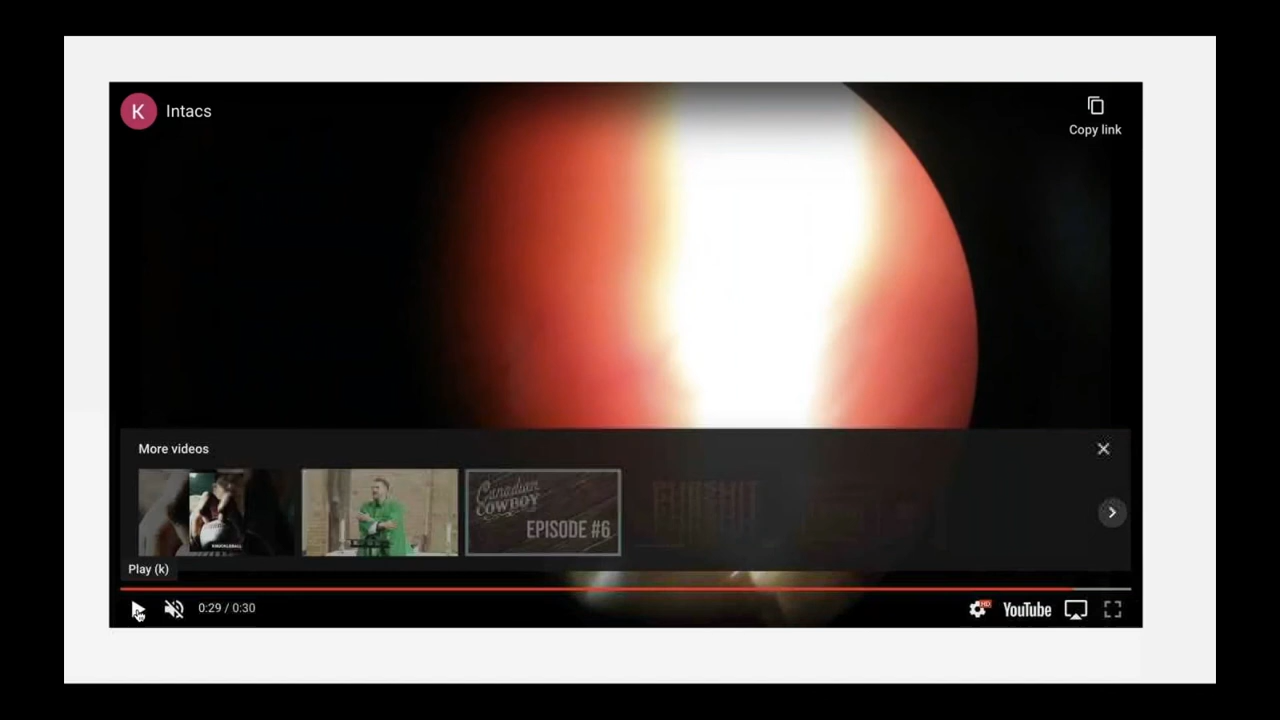 K Intacs
Copy link
More videos
Canadian
COWBOY
EPISODE #6
Play (k)
0:29 / 0:30
HD
YouTube